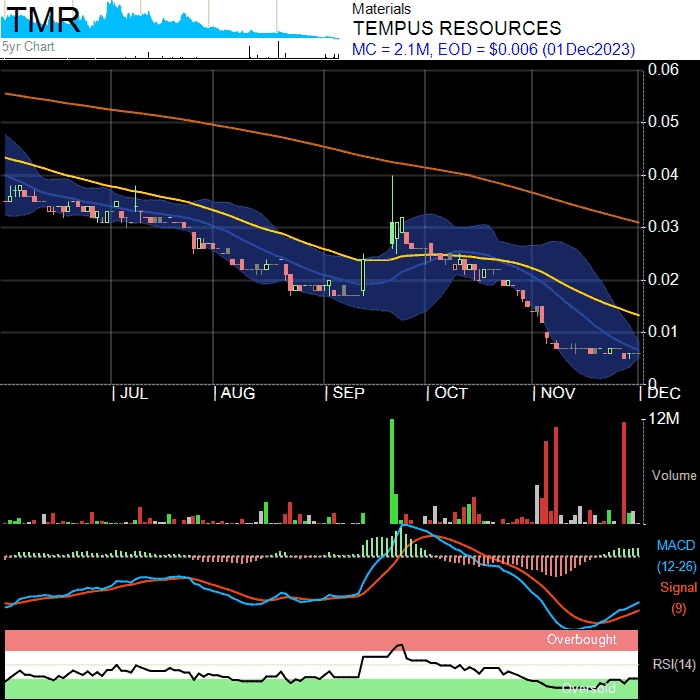 TMR
5yr Chart
Materials
TEMPUS RESOURCES
MC = 2.1M, EOD = $0.006 (01Dec2023)
0.06
0.05
0.04
0.03
0.02
0.01
0
JUL AUG SEP OCT NOV DEC
12M
Volume
MACD
(12-26)
Signal
(9)
Overbought
RSI(14)
Oversold